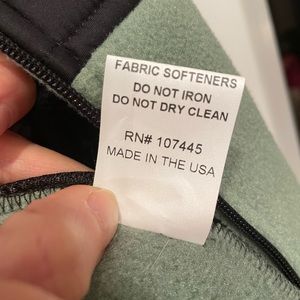 FABRIC SOFTENERS
DO NOT IRON
DO NOT DRY CLEAN
RN# 107445
MADE IN THE USA